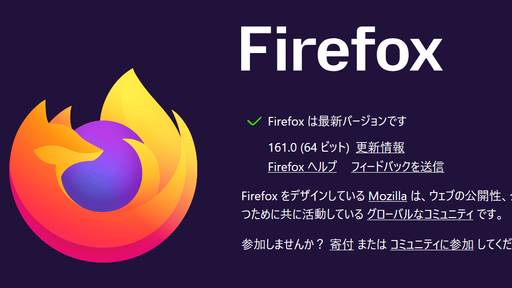 Firefox
Firefox は最新バージョンです
161.0 (64 ビット) 更新情報
Firefox ヘルプ フィードバックを送信
Firefox をデザインしている Mozilla は、ウェブの公開性、
つために共に活動している グローバルなコミュニティ です。
参加しませんか? 寄付 または コミュニティに参加 してくだ